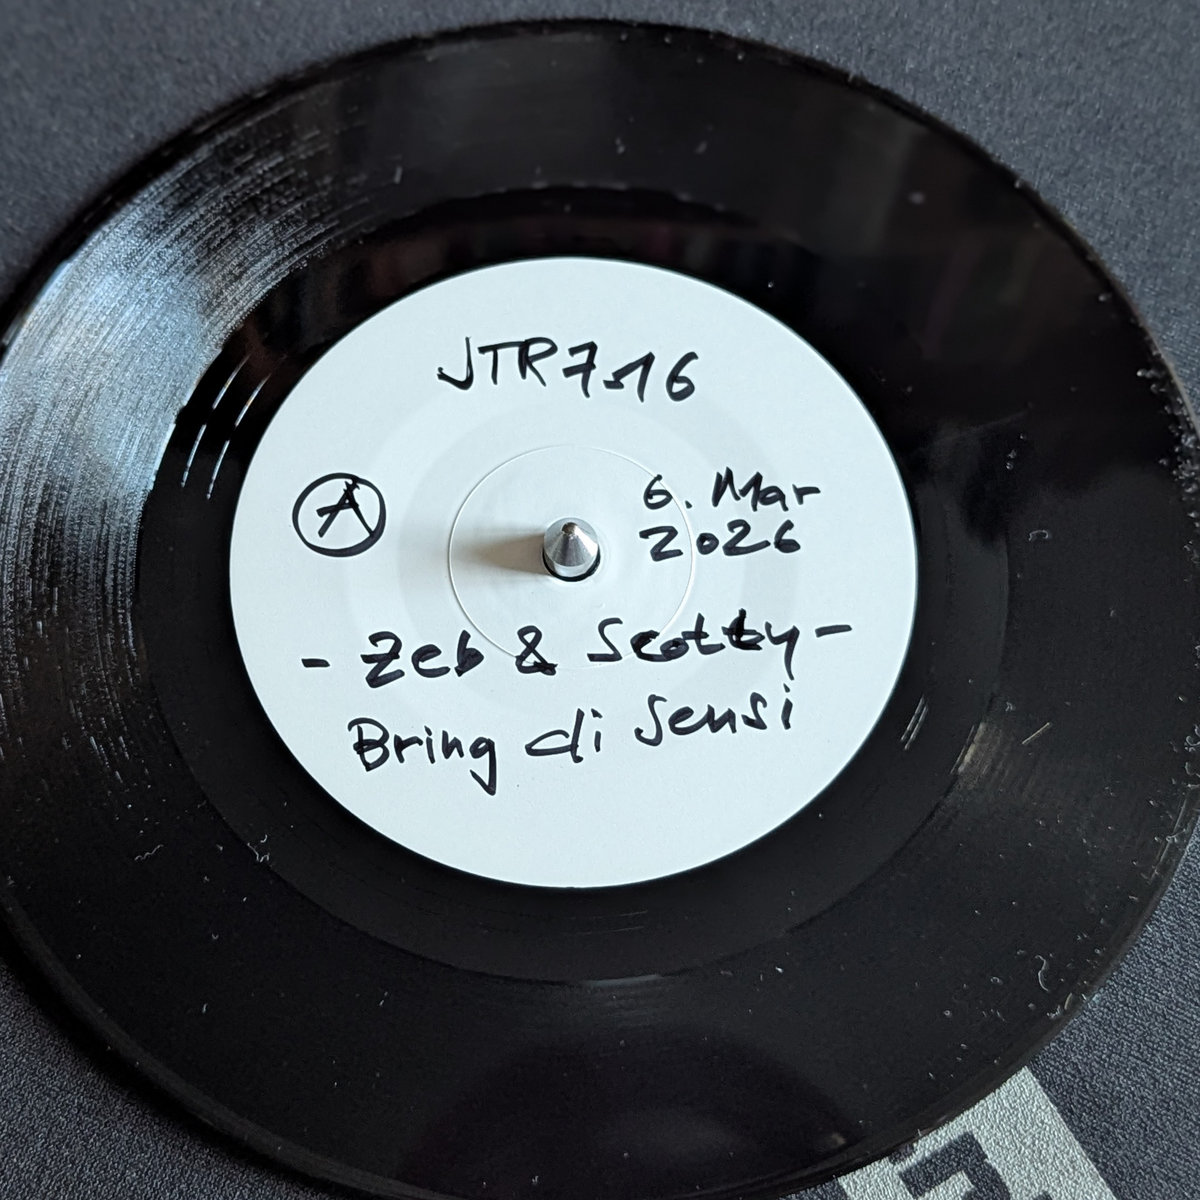 JTR7.16
A
6. Mar
2026
- Zeb & Scotty -
Bring di Sensi